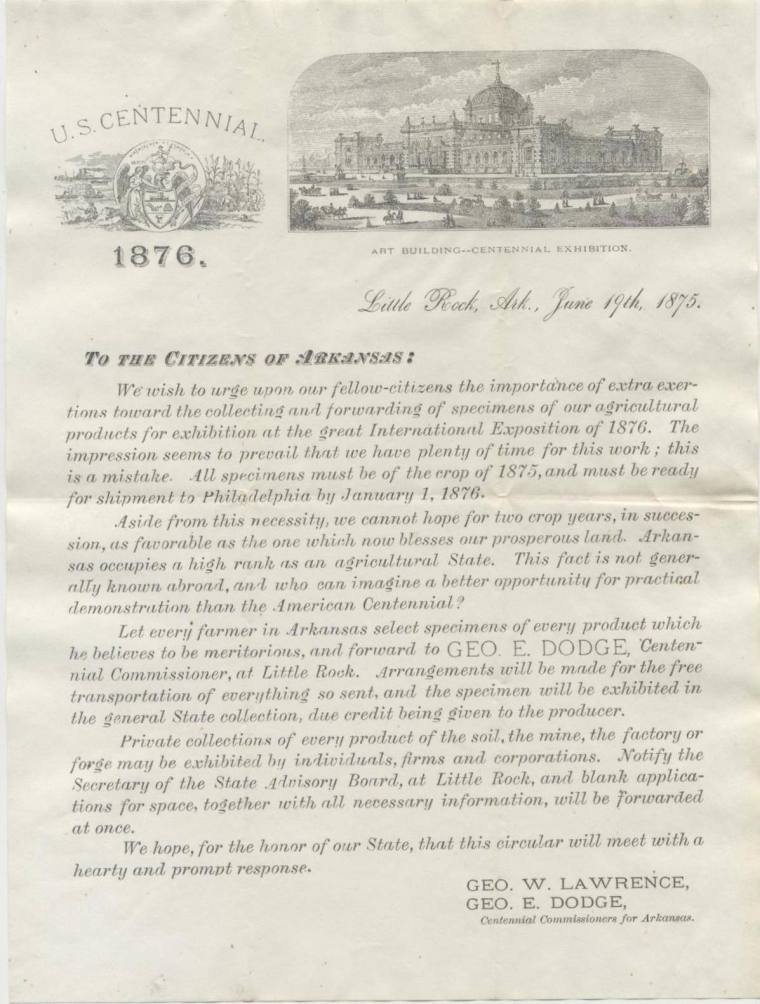 U.S. CENTENNIAL.
1876.
ART BUILDING--CENTENNIAL EXHIBITION.
Little Rock, Ark., June 19th, 1875.
TO THE CITIZENS OF ARKANSAS:
We wish to urge upon our fellow-citizens the importance of extra exer-
tions toward the collecting and forwarding of specimens of our agricultural
products for exhibition at the great International Exposition of 1876. The
impression seems to prevail that we have plenty of time for this work; this
is a mistake. All specimens must be of the crop of 1875, and must be ready
for shipment to Philadelphia by January 1, 1876.
Aside from this necessity, we cannot hope for two crop years, in succes-
sion, as favorable as the one which now blesses our prosperous land. Arkan-
sas occupies a high rank as an agricultural State. This fact is not gener-
ally known abroad, and who can imagine a better opportunity for practical
demonstration than the American Centennial?
Let every farmer in Arkansas select specimens of every product which
he believes to be meritorious, and forward to GEO. E. DODGE, Centen-
nial Commissioner, at Little Rock. Arrangements will be made for the free
transportation of everything so sent, and the specimen will be exhibited in
the general State collection, due credit being given to the producer.
Private collections of every product of the soil, the mine, the factory or
forge may be exhibited by individuals, firms and corporations. Notify the
Secretary of the State Advisory Board, at Little Rock, and blank applica-
tions for space, together with all necessary information, will be forwarded
at once.
We hope, for the honor of our State, that this circular will meet with a
hearty and prompt response.
GEO. W. LAWRENCE,
GEO. E. DODGE,
Centennial Commissioners for Arkansas.